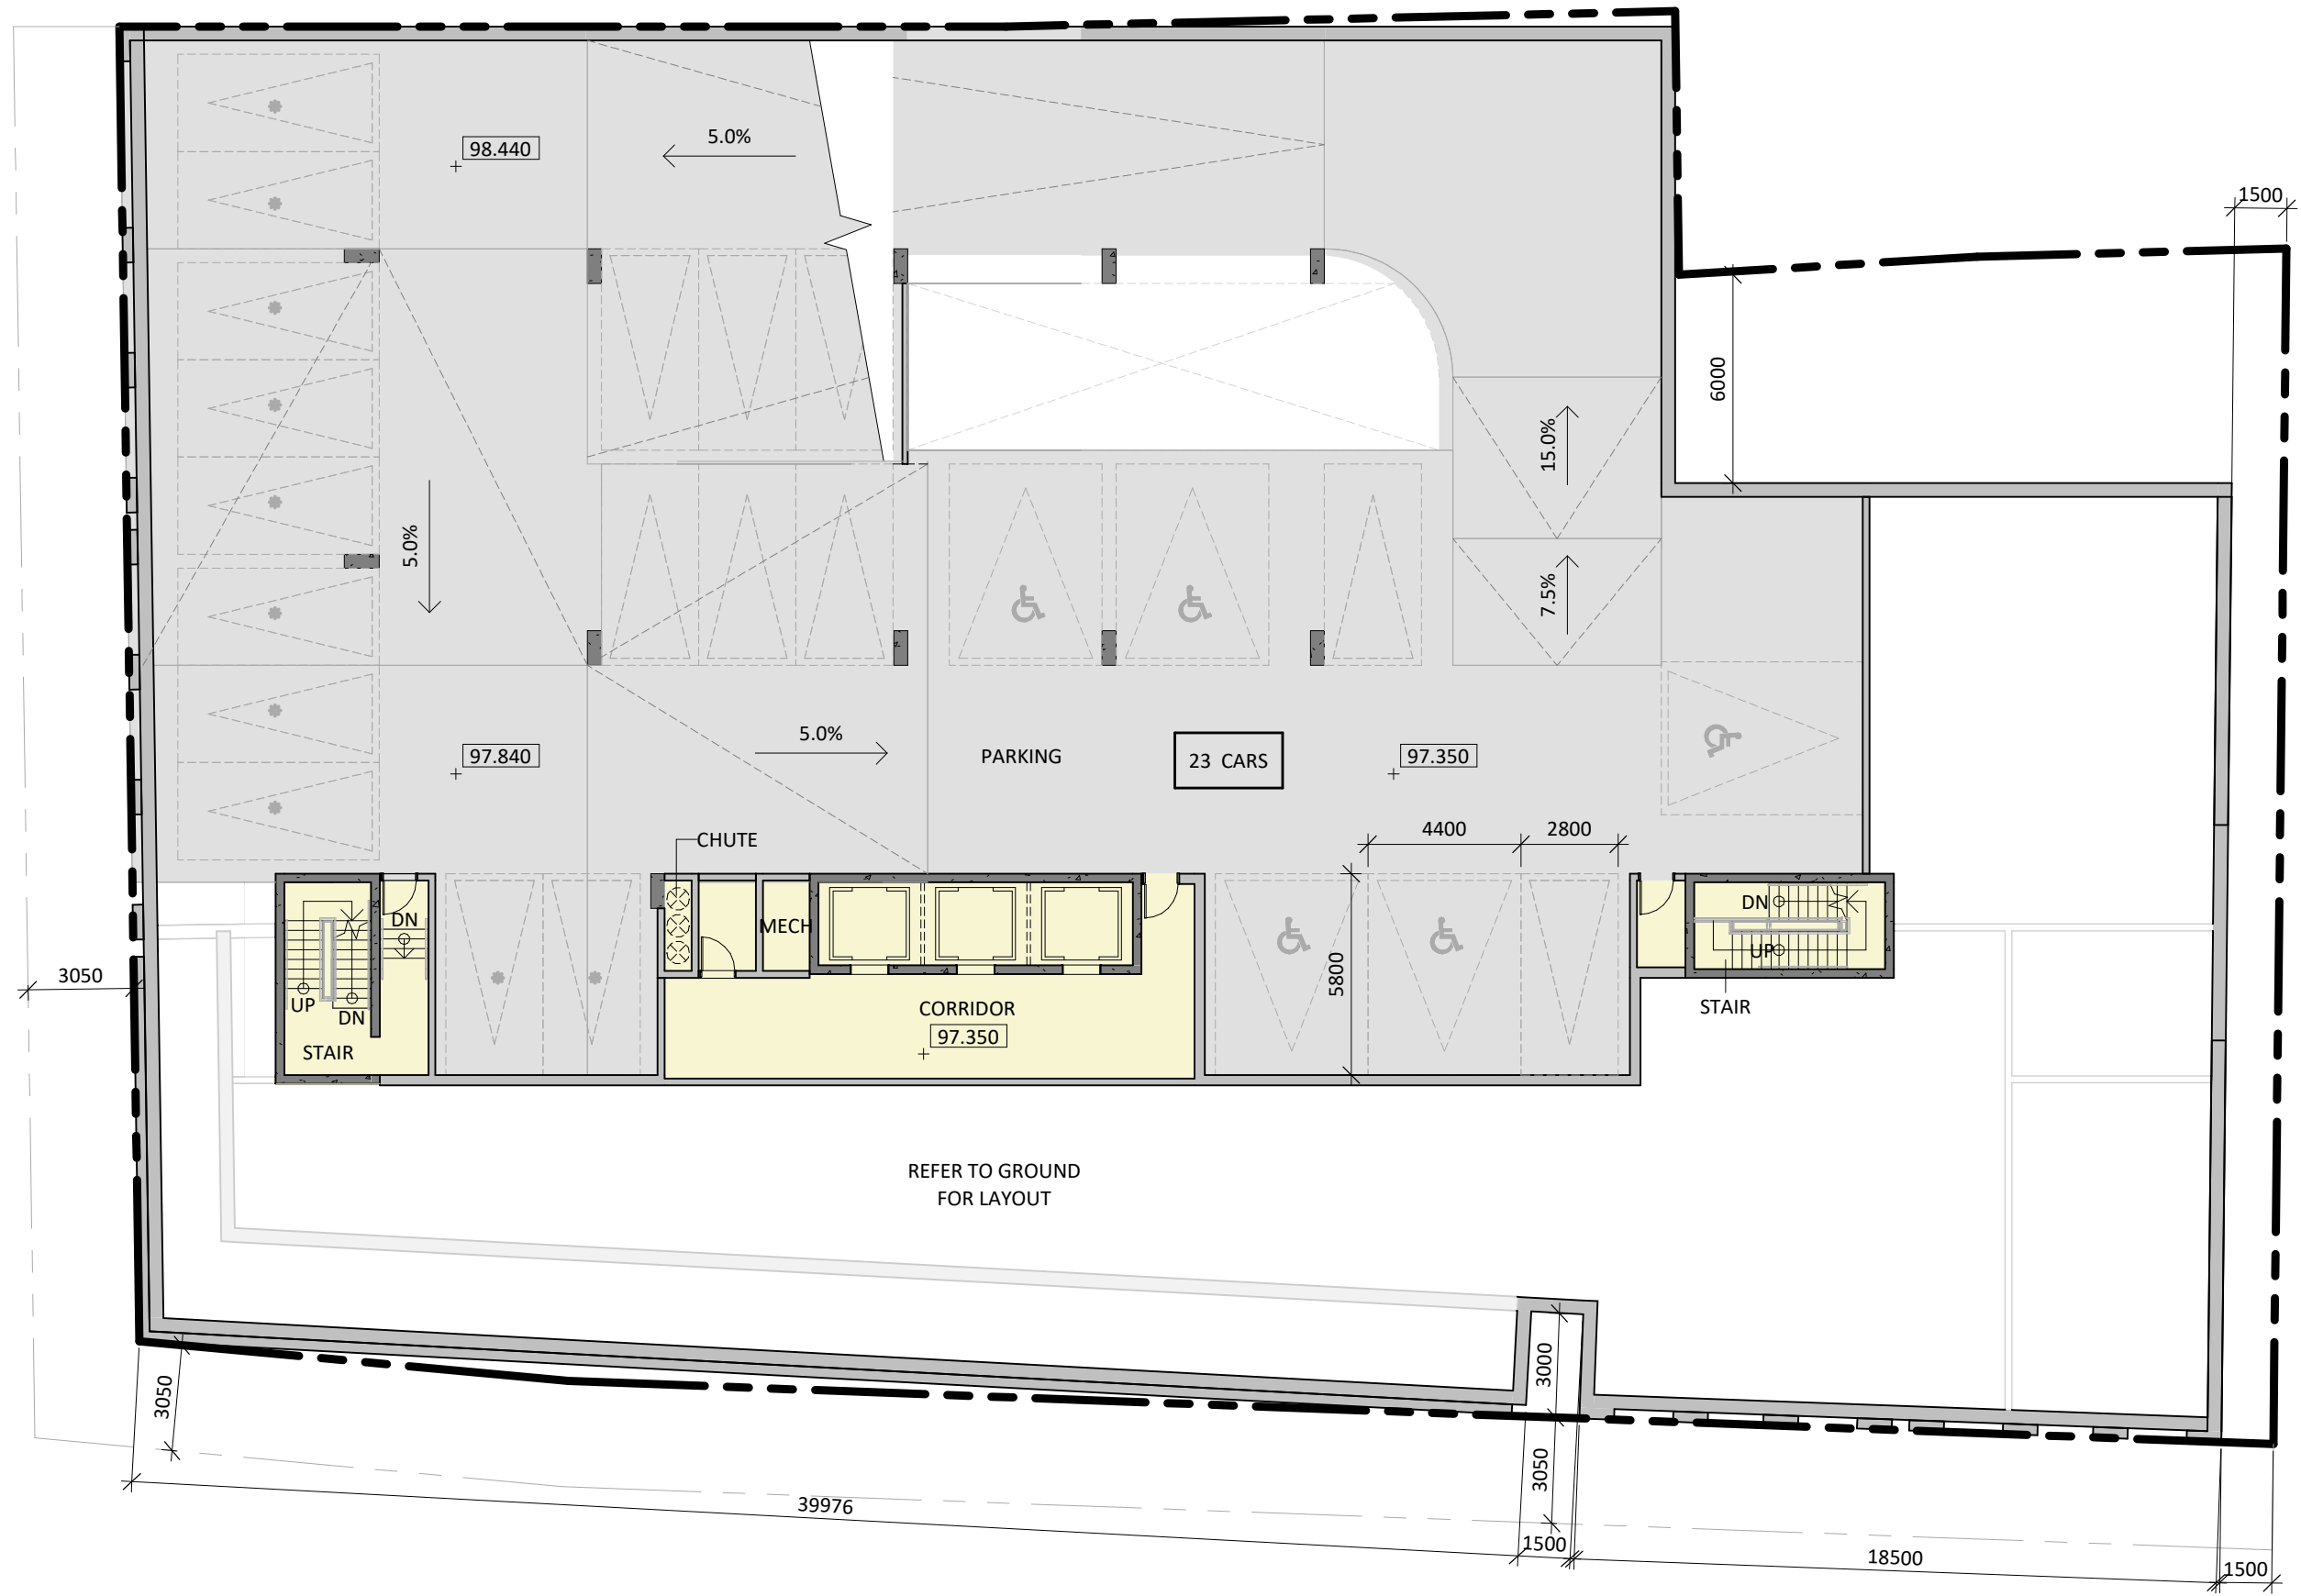 5.0%
98.440
1500
6000
15.0%
5.0%
7.5%
5.0%
PARKING
23 CARS
97.840
97.350
CHUTE
4400
2800
DN
MECH
DN
UP
3050
5800
UP
DN
CORRIDOR
97.350
STAIR
STAIR
REFER TO GROUND
FOR LAYOUT
3000
3050
3050
39976
1500
18500
1500